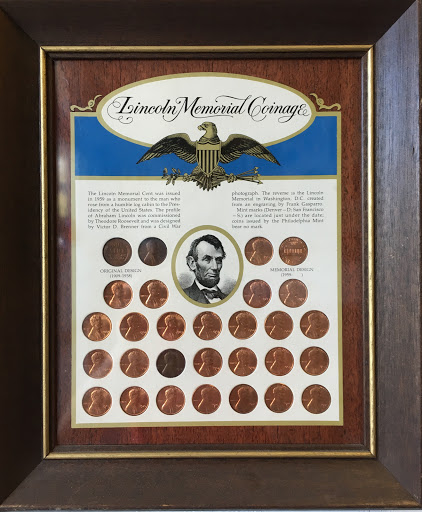 Lincoln Memorial Coinage
The Lincoln Memorial Coin was issued
in 1959 as a monument to the man who
rose from a humble log cabin to the Pres-
idency of the United States. The profile
of Abraham Lincoln was commissioned
by Theodore Roosevelt and was designed
by Victor D. Brenner from a Civil War
photograph. The reverse is the Lincoln
Memorial in Washington, D.C. created
from an engraving by Frank Gasparro.
Mint marks (Denver—D; San Francisco
—S;) are located just under the date;
coins issued by the Philadelphia Mint
bear no mark.
ORIGINAL DESIGN
(1909-1958)
MEMORIAL DESIGN
(1959- )